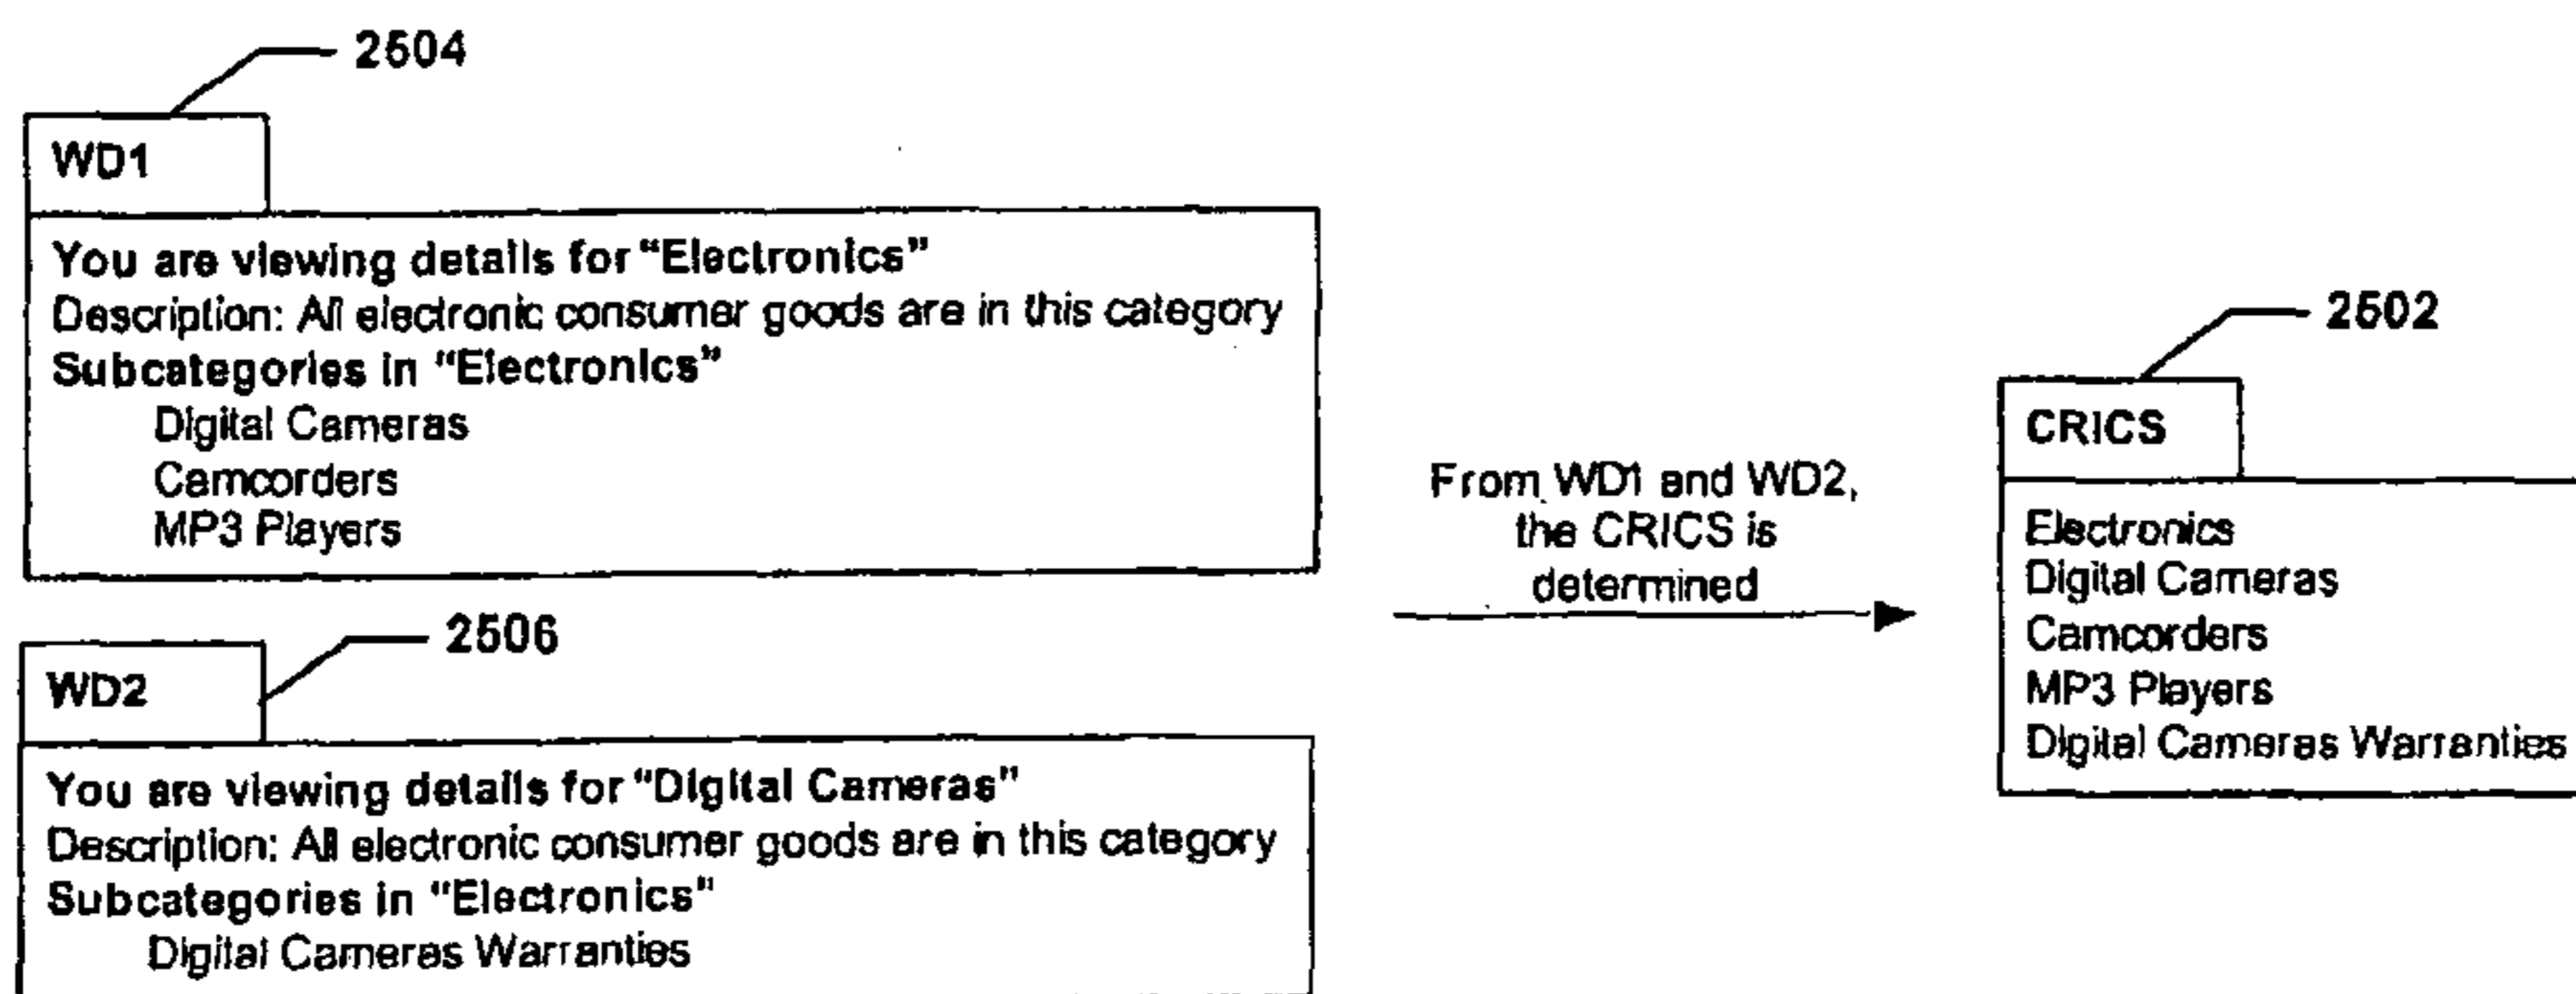 2504
WD1
You are viewing details for “Electronics”
Description: All electronic consumer goods are in this category
Subcategories in “Electronics”
Digital Cameras
Camcorders
MP3 Players
2506
WD2
You are viewing details for “Digital Cameras”
Description: All electronic consumer goods are in this category
Subcategories in “Electronics”
Digital Cameras Warranties
From WD1 and WD2,
the CRICS is
determined
2502
CRICS
Electronics
Digital Cameras
Camcorders
MP3 Players
Digital Cameras Warranties